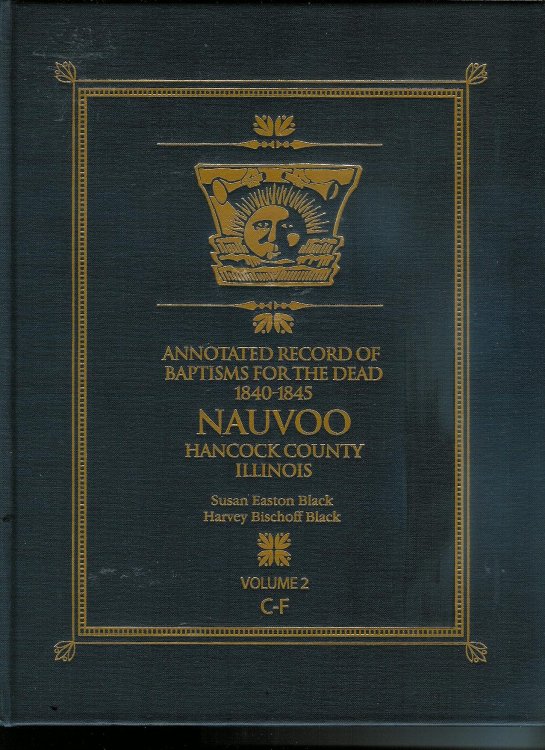 ANNOTATED RECORD OF
BAPTISMS FOR THE DEAD
1840-1845
NAUVOO
HANCOCK COUNTY
ILLINOIS
Susan Easton Black
Harvey Bischoff Black
VOLUME 2
C-F